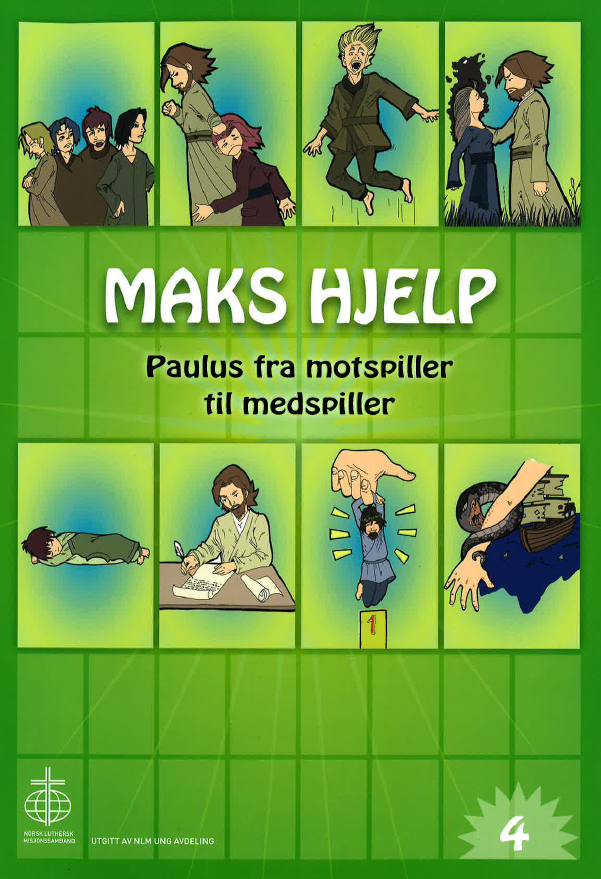 MAKS HJELP
Paulus fra motspiller
til medspiller
1
NORSK LUTHERSK
MISJONSSAMBAND
UTGITT AV NLM UNG AVDELING
4